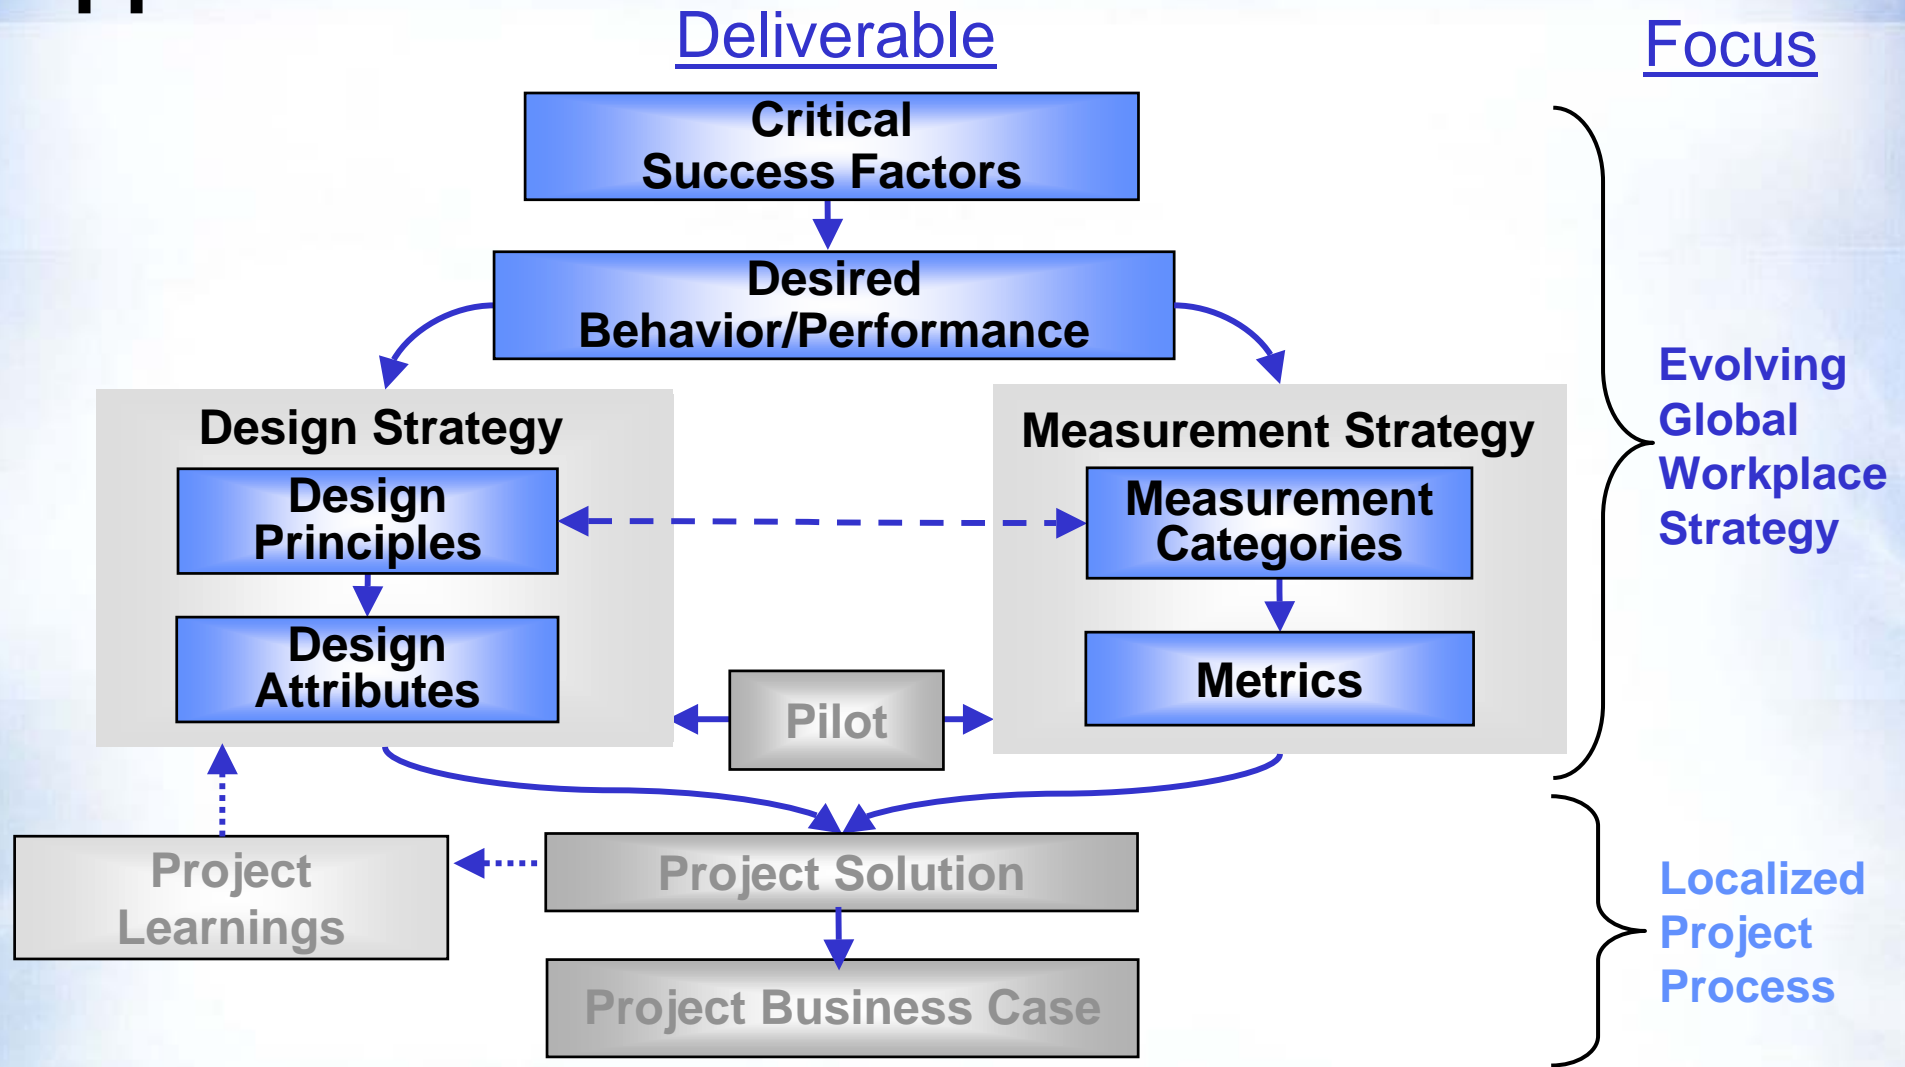 Deliverable
Focus
Critical
Success Factors
Desired
Behavior/Performance
Design Strategy
Design
Principles
Design
Attributes
Measurement Strategy
Measurement
Categories
Metrics
Pilot
Evolving
Global
Workplace
Strategy
Project
Learnings
Project Solution
Project Business Case
Localized
Project
Process